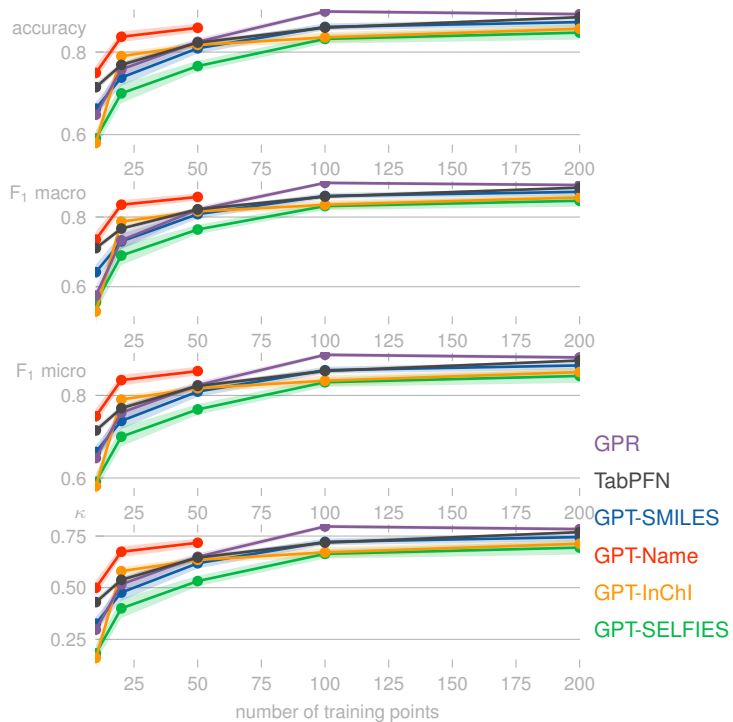 accuracy
0.8
0.6
25 50 75 100 125 150 175 200
F₁ macro
0.8
0.6
25 50 75 100 125 150 175 200
F₁ micro
0.8
0.6
25 50 75 100 125 150 175 200
κ
0.75
0.50
0.25
25 50 75 100 125 150 175 200
number of training points
GPR
TabPFN
GPT-SMILES
GPT-Name
GPT-InChI
GPT-SELFIES